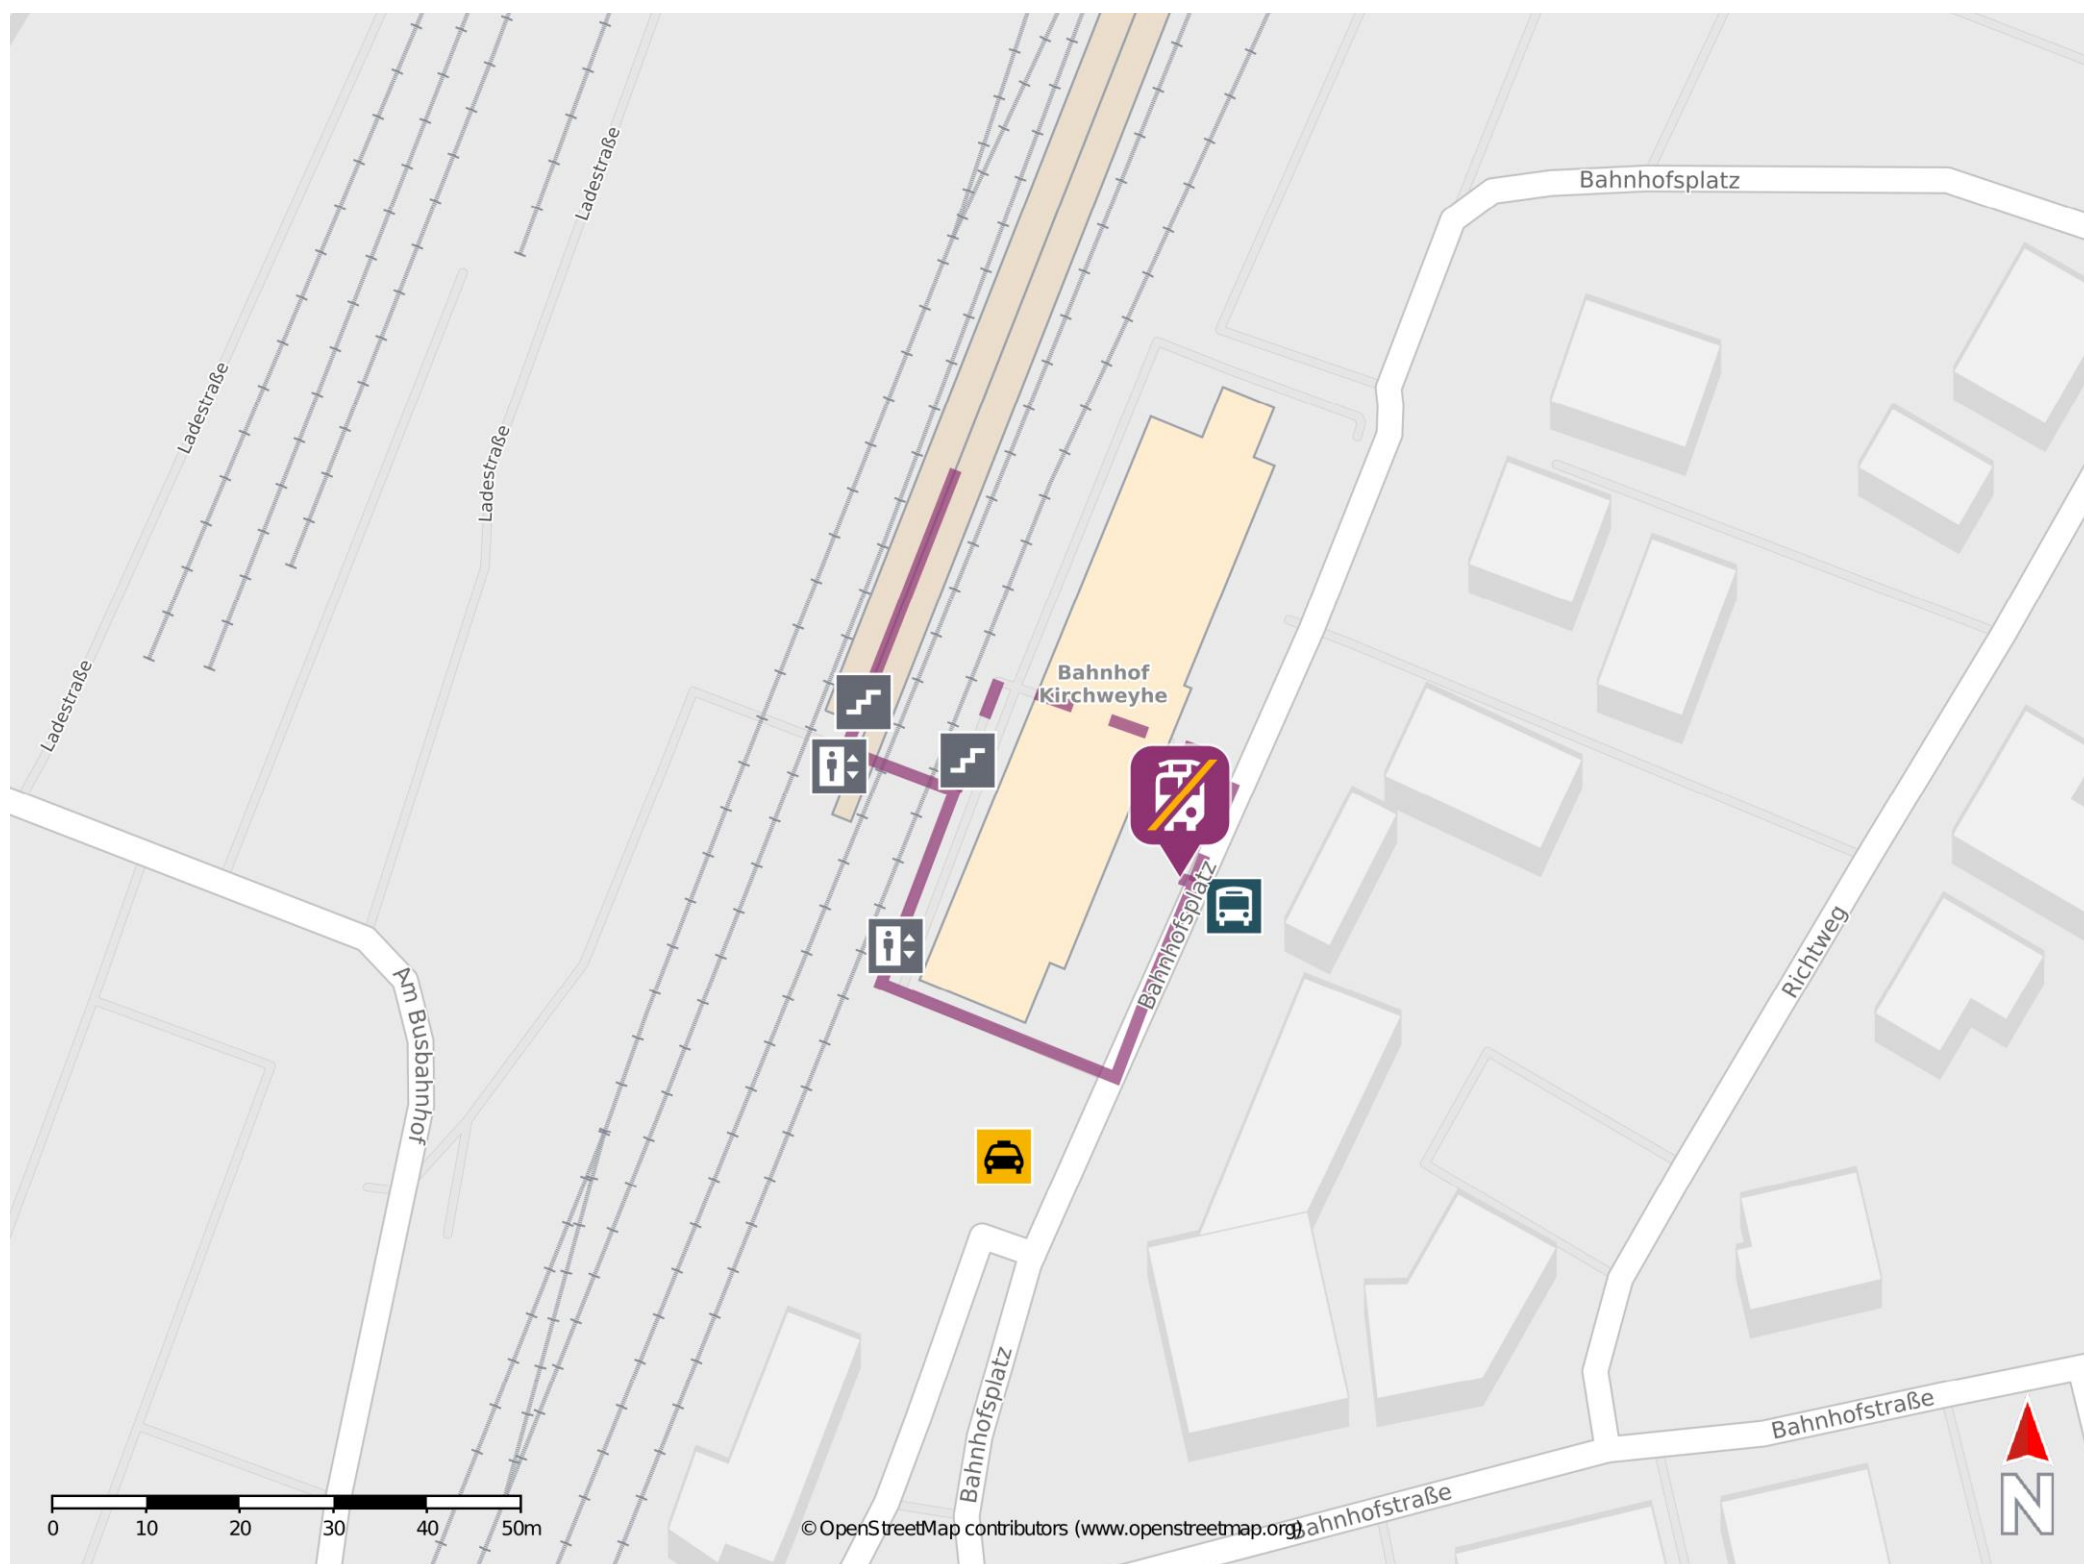 Bahnhofsplatz
Ladestraße
Ladestraße
Ladestraße
Ladestraße
Bahnhof
Kirchweyhe
Bahnhofsplatz
Richtweg
Am Busbahnhof
Bahnhofsplatz
Bahnhofstraße
Bahnhofstraße
N
0 10 20 30 40 50m
© OpenStreetMap contributors (www.openstreetmap.org)